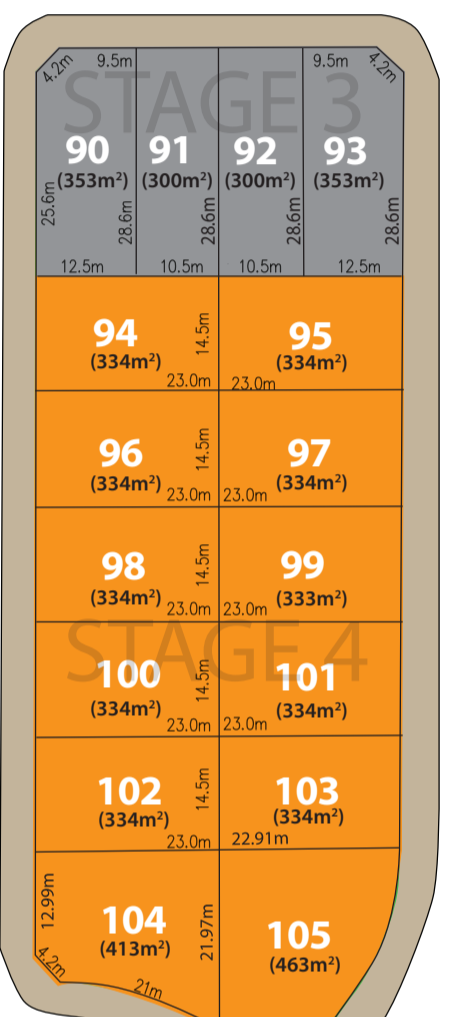 4.2m 9.5m 9.5m 4.2m
STAGE 3
90 91 92 93
(353m²) (300m²) (300m²) (353m²)
25.6m 28.6m 28.6m 28.6m 28.6m
12.5m 10.5m 10.5m 12.5m
94 14.5m 95
(334m²) (334m²)
23.0m 23.0m
96 14.5m 97
(334m²) (334m²)
23.0m 23.0m
98 14.5m 99
(334m²) (333m²)
23.0m 23.0m
STAGE 4
100 14.5m 101
(334m²) (334m²)
23.0m 23.0m
102 14.5m 103
(334m²) (334m²)
23.0m 22.91m
12.99m 104 21.97m 105
(413m²) (463m²)
4.2m 21m